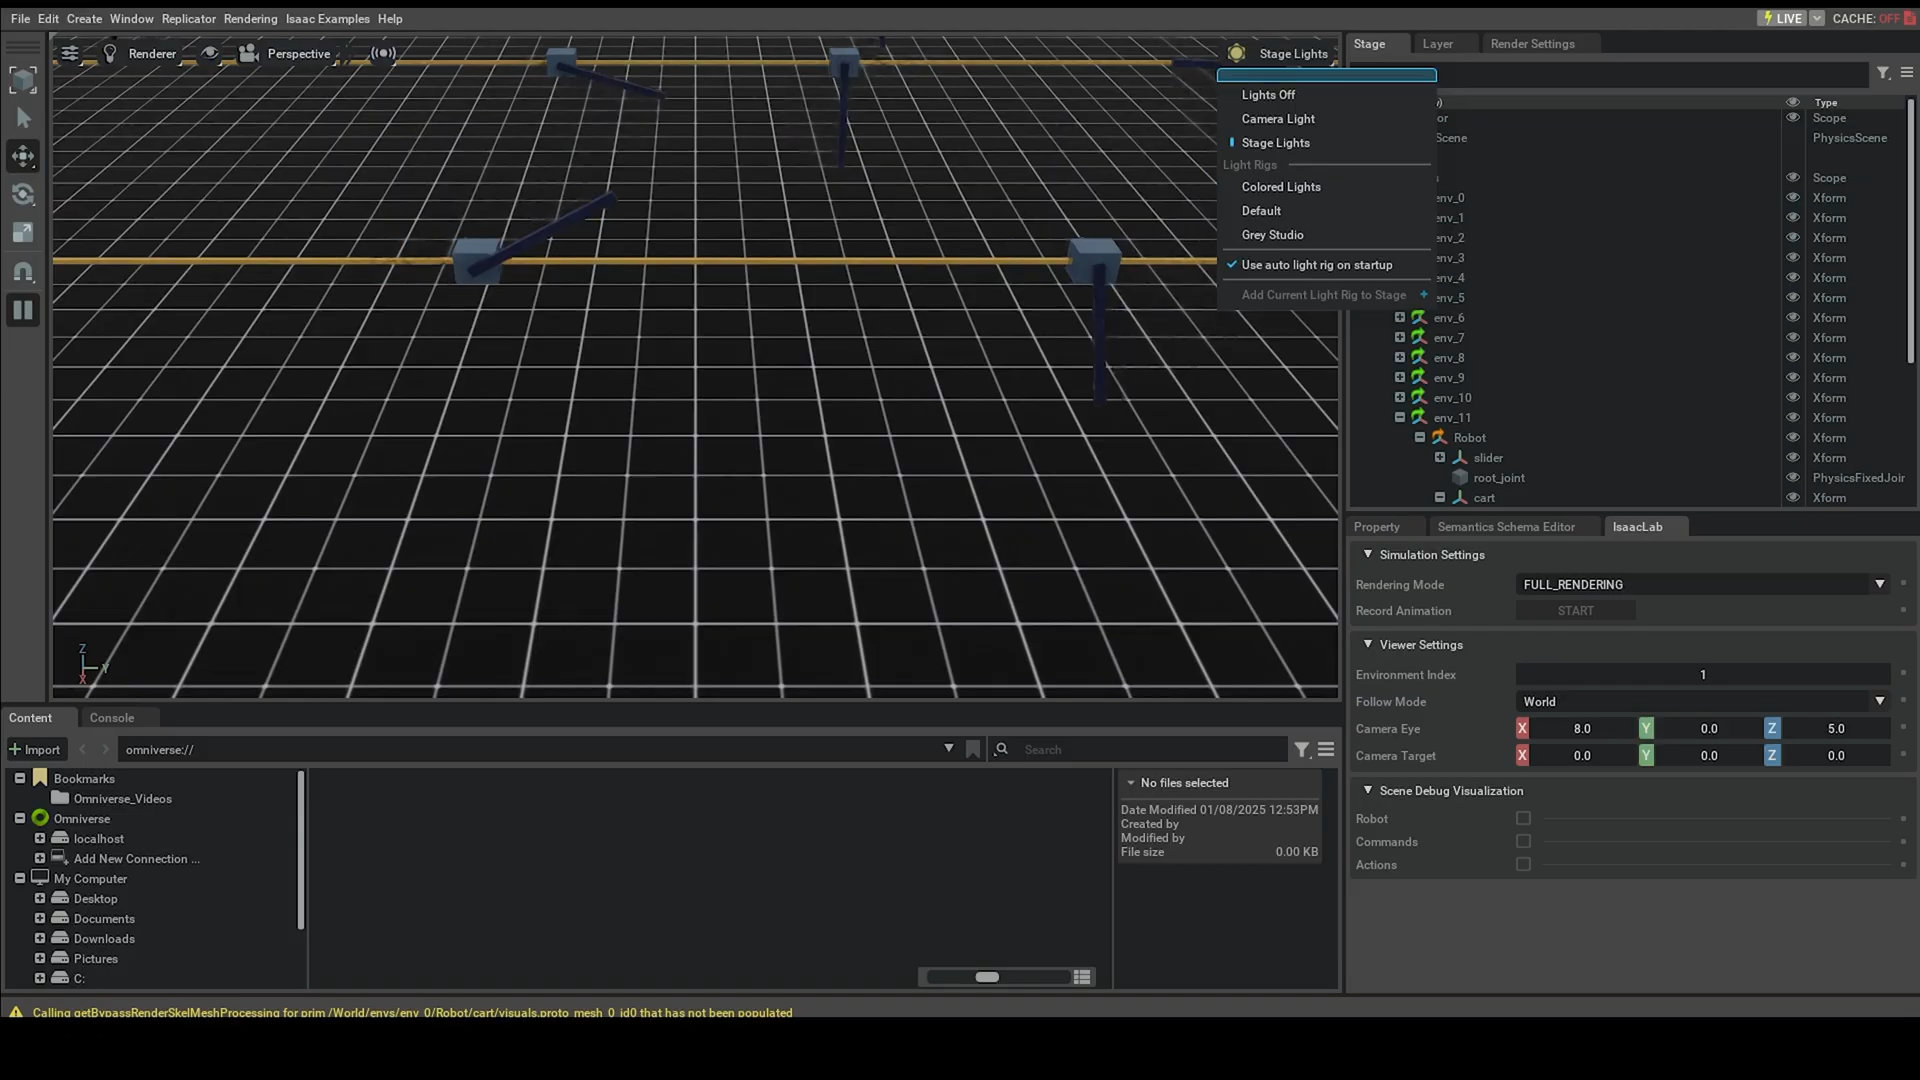 File Edit Create Window Replicator Rendering Isaac Examples Help
LIVE
CACHE: OFF
Renderer
Perspective
Stage Lights
Lights Off
Camera Light
Stage Lights
Light Rigs
Colored Lights
Default
Grey Studio
Use auto light rig on startup
Add Current Light Rig to Stage +
Stage Layer Render Settings
Type
Scope
PhysicsScene
Scope
env_0 Xform
env_1 Xform
env_2 Xform
env_3 Xform
env_4 Xform
env_5 Xform
env_6 Xform
env_7 Xform
env_8 Xform
env_9 Xform
env_10 Xform
env_11 Xform
Robot Xform
slider Xform
root_joint PhysicsFixedJoir
cart Xform
Z
Y
X
Property Semantics Schema Editor IsaacLab
Simulation Settings
Rendering Mode FULL_RENDERING
Record Animation START
Viewer Settings
Environment Index 1
Follow Mode World
Camera Eye X 8.0 Y 0.0 Z 5.0
Camera Target X 0.0 Y 0.0 Z 0.0
Scene Debug Visualization
Robot
Commands
Actions
Content Console
+ Import omniverse:// Search
Bookmarks
Omniverse_Videos
Omniverse
localhost
Add New Connection ...
My Computer
Desktop
Documents
Downloads
Pictures
C:
No files selected
Date Modified 01/08/2025 12:53PM
Created by
Modified by
File size 0.00 KB
Calling getBypassRenderSkelMeshProcessing for prim /World/envs/env_0/Robot/cart/visuals.proto_mesh_0_id0 that has not been populated